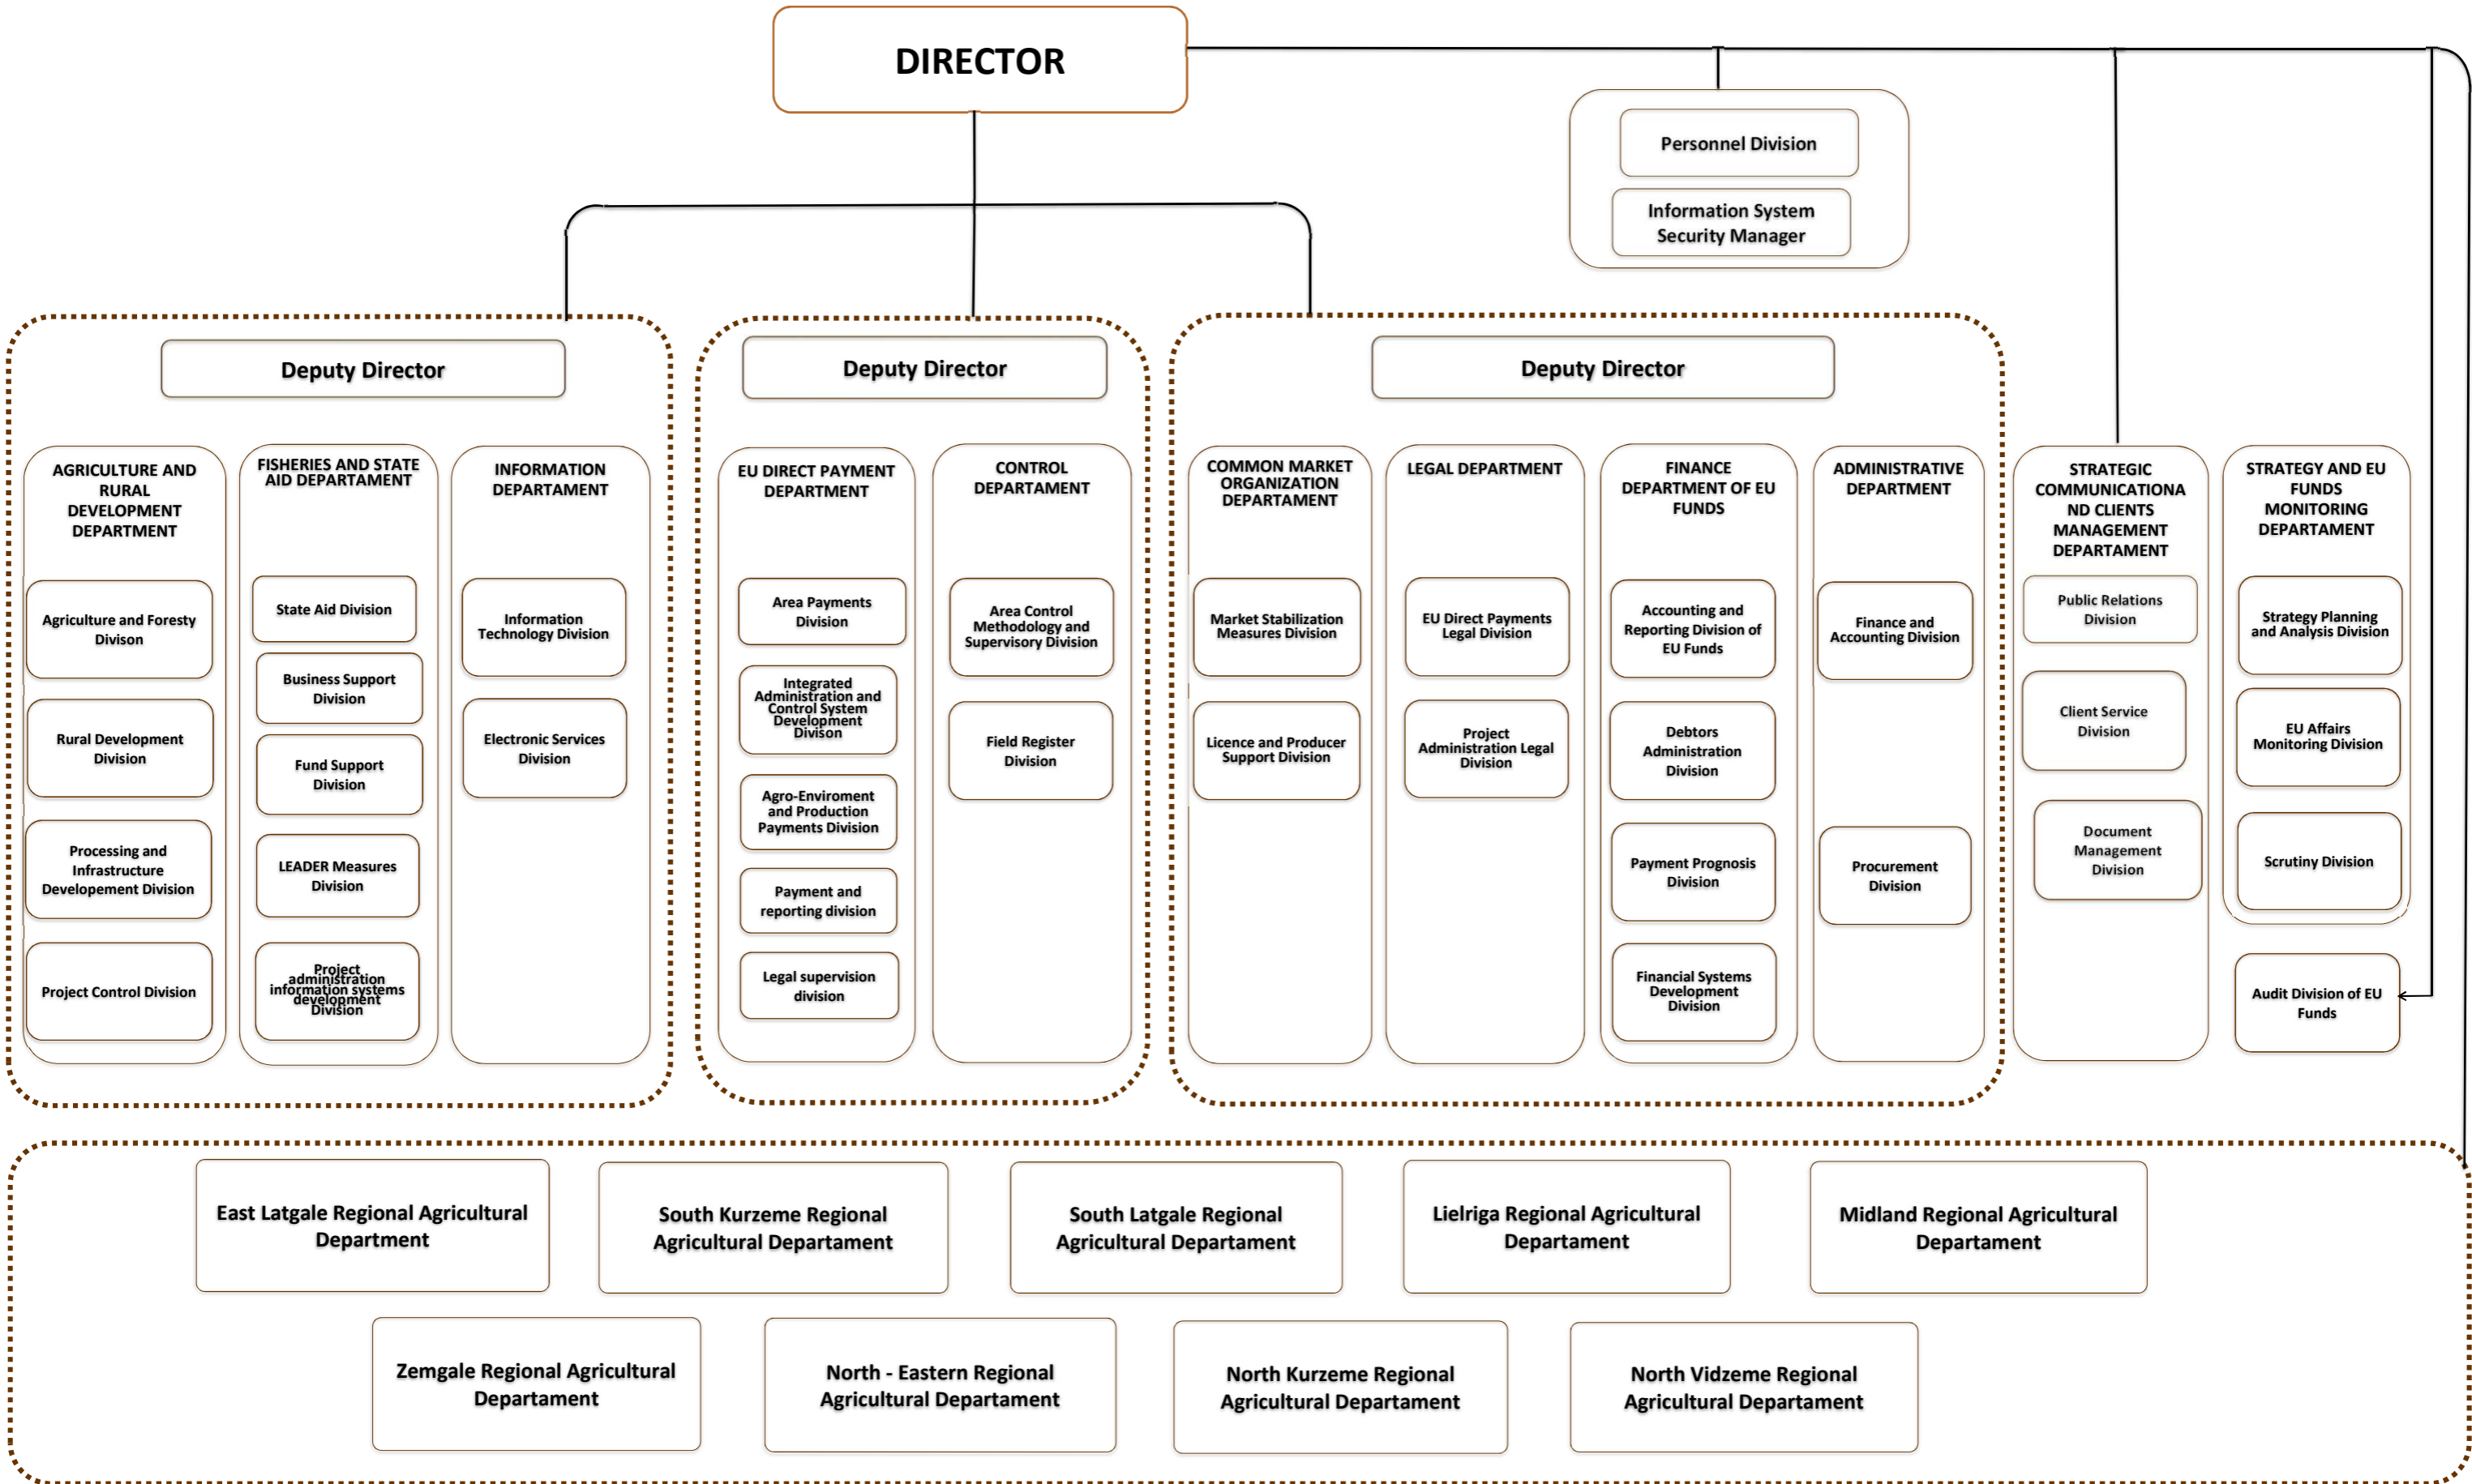 DIRECTOR
Personnel Division
Information System
Security Manager
Deputy Director
Deputy Director
Deputy Director
AGRICULTURE AND
RURAL
DEVELOPMENT
DEPARTMENT
Agriculture and Foresty
Divison
Rural Development
Division
Processing and
Infrastructure
Developement Division
Project Control Division
FISHERIES AND STATE
AID DEPARTAMENT
State Aid Division
Business Support
Division
Fund Support
Division
LEADER Measures
Division
Project
administration
information systems
development
Division
INFORMATION
DEPARTAMENT
Information
Technology Division
Electronic Services
Division
EU DIRECT PAYMENT
DEPARTMENT
Area Payments
Division
Integrated
Administration and
Control System
Development
Divison
Agro-Enviroment
and Production
Payments Division
Payment and
reporting division
Legal supervision
division
CONTROL
DEPARTAMENT
Area Control
Methodology and
Supervisory Division
Field Register
Division
COMMON MARKET
ORGANIZATION
DEPARTAMENT
Market Stabilization
Measures Division
Licence and Producer
Support Division
LEGAL DEPARTMENT
EU Direct Payments
Legal Division
Project
Administration Legal
Division
FINANCE
DEPARTMENT OF EU
FUNDS
Accounting and
Reporting Division of
EU Funds
Debtors
Administration
Division
Payment Prognosis
Division
Financial Systems
Development
Division
ADMINISTRATIVE
DEPARTMENT
Finance and
Accounting Division
Procurement
Division
STRATEGIC
COMMUNICATIONA
ND CLIENTS
MANAGEMENT
DEPARTAMENT
Public Relations
Division
Client Service
Division
Document
Management
Division
STRATEGY AND EU
FUNDS
MONITORING
DEPARTAMENT
Strategy Planning
and Analysis Division
EU Affairs
Monitoring Division
Scrutiny Division
Audit Division of EU
Funds
East Latgale Regional Agricultural
Department
South Kurzeme Regional
Agricultural Departament
South Latgale Regional
Agricultural Departament
Lielriga Regional Agricultural
Departament
Midland Regional Agricultural
Departament
Zemgale Regional Agricultural
Departament
North - Eastern Regional
Agricultural Departament
North Kurzeme Regional
Agricultural Departament
North Vidzeme Regional
Agricultural Departament